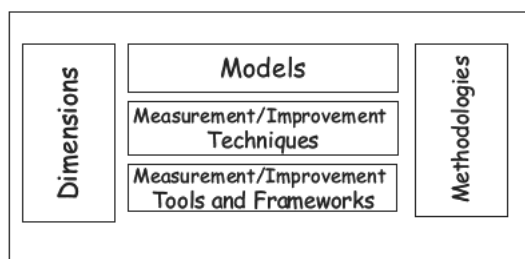 Dimensions
Models
Measurement/Improvement
Techniques
Measurement/Improvement
Tools and Frameworks
Methodologies